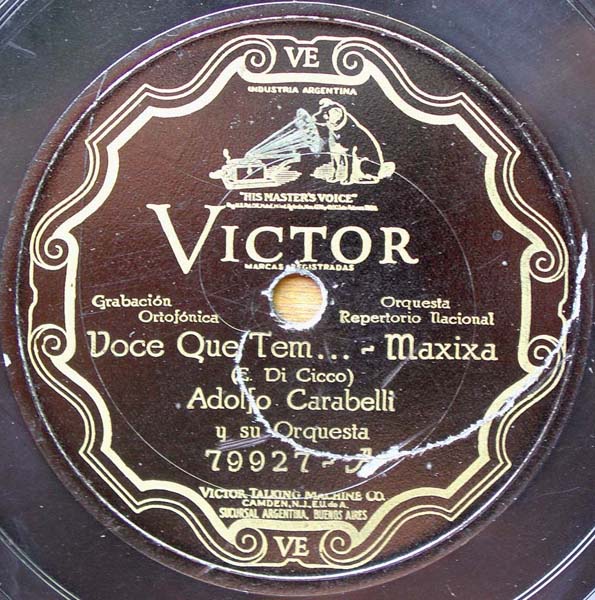 VE
INDUSTRIA ARGENTINA
"HIS MASTER'S VOICE"
VICTOR
MARCAS REGISTRADAS
Grabación Orquesta
Ortofónica Repertorio Nacional
Voce Que Tem... - Maxixa
(F. Di Cicco)
Adolfo Carabelli
y su Orquesta
79927-A
VICTOR TALKING MACHINE CO.
CAMDEN, N.J., E.U. de A.
SUCURSAL ARGENTINA, BUENOS AIRES
VE